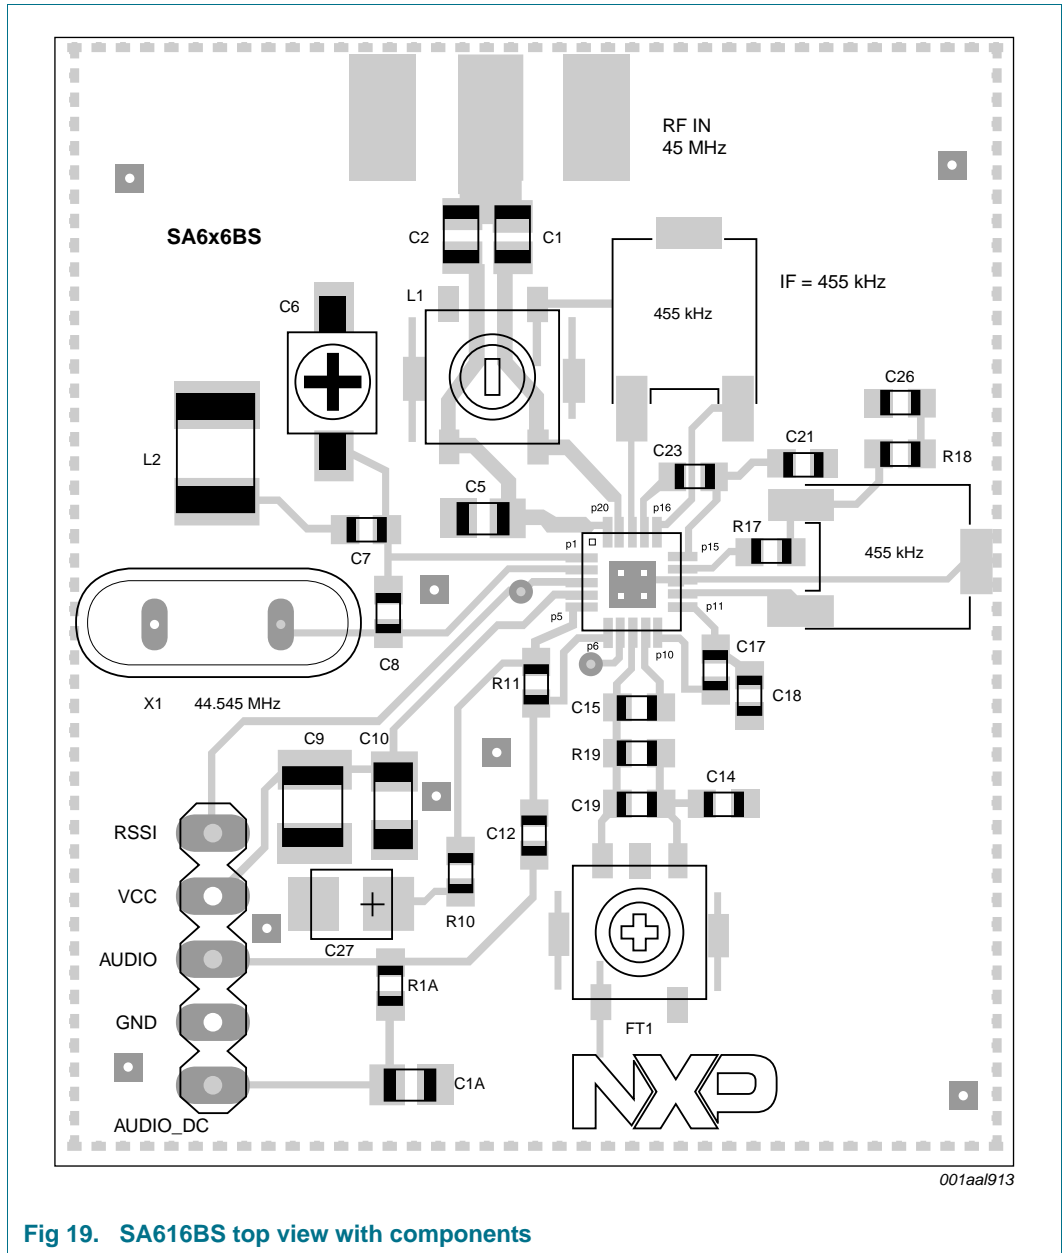 RF IN
45 MHz
SA6x6BS
C2
C1
L1
C6
IF = 455 kHz
455 kHz
C26
L2
C23
C21
R18
C5
p20
p16
R17
p1
p15
455 kHz
C7
p11
p5
p6
p10
C17
C8
R11
C18
X1
44.545 MHz
C15
C9
C10
R19
C14
C19
RSSI
C12
VCC
R10
C27
AUDIO
R1A
GND
FT1
C1A
NXP
AUDIO_DC
001aal913
Fig 19. SA616BS top view with components